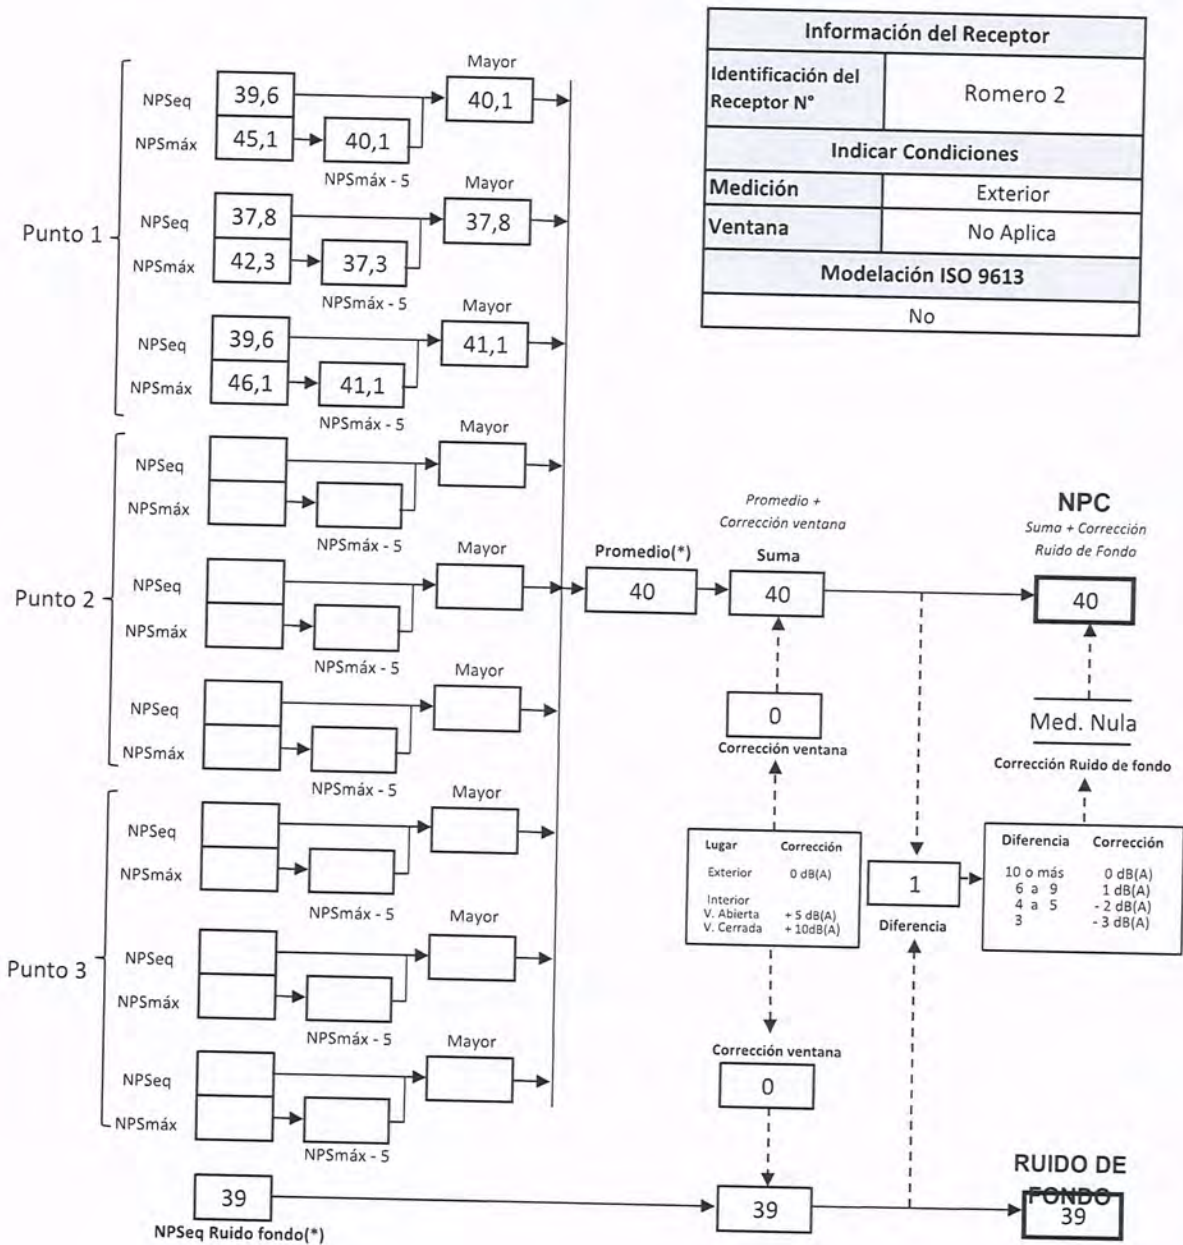 Información del Receptor
Identificación del Receptor N°
Romero 2
Indicar Condiciones
Medición
Exterior
Ventana
No Aplica
Modelación ISO 9613
No
Punto 1
Mayor
NPSeq
39,6
40,1
NPSmáx
45,1
40,1
NPSmáx - 5
Mayor
NPSeq
37,8
37,8
NPSmáx
42,3
37,3
NPSmáx - 5
Mayor
NPSeq
39,6
41,1
NPSmáx
46,1
41,1
NPSmáx - 5
Punto 2
Mayor
NPSeq
NPSmáx
NPSmáx - 5
Mayor
NPSeq
NPSmáx
NPSmáx - 5
Mayor
NPSeq
NPSmáx
NPSmáx - 5
Punto 3
Mayor
NPSeq
NPSmáx
NPSmáx - 5
Mayor
NPSeq
NPSmáx
NPSmáx - 5
Mayor
NPSeq
NPSmáx
NPSmáx - 5
Promedio(*)
40
Promedio +
Corrección ventana
Suma
40
NPC
Suma + Corrección
Ruido de Fondo
40
0
Corrección ventana
Med. Nula
Corrección Ruido de fondo
Lugar Corrección
Exterior 0 dB(A)
Interior
V. Abierta + 5 dB(A)
V. Cerrada + 10dB(A)
1
Diferencia
Diferencia Corrección
10 o más 0 dB(A)
6 a 9 1 dB(A)
4 a 5 - 2 dB(A)
3 - 3 dB(A)
Corrección ventana
0
39
NPSeq Ruido fondo(*)
39
RUIDO DE
FONDO
39